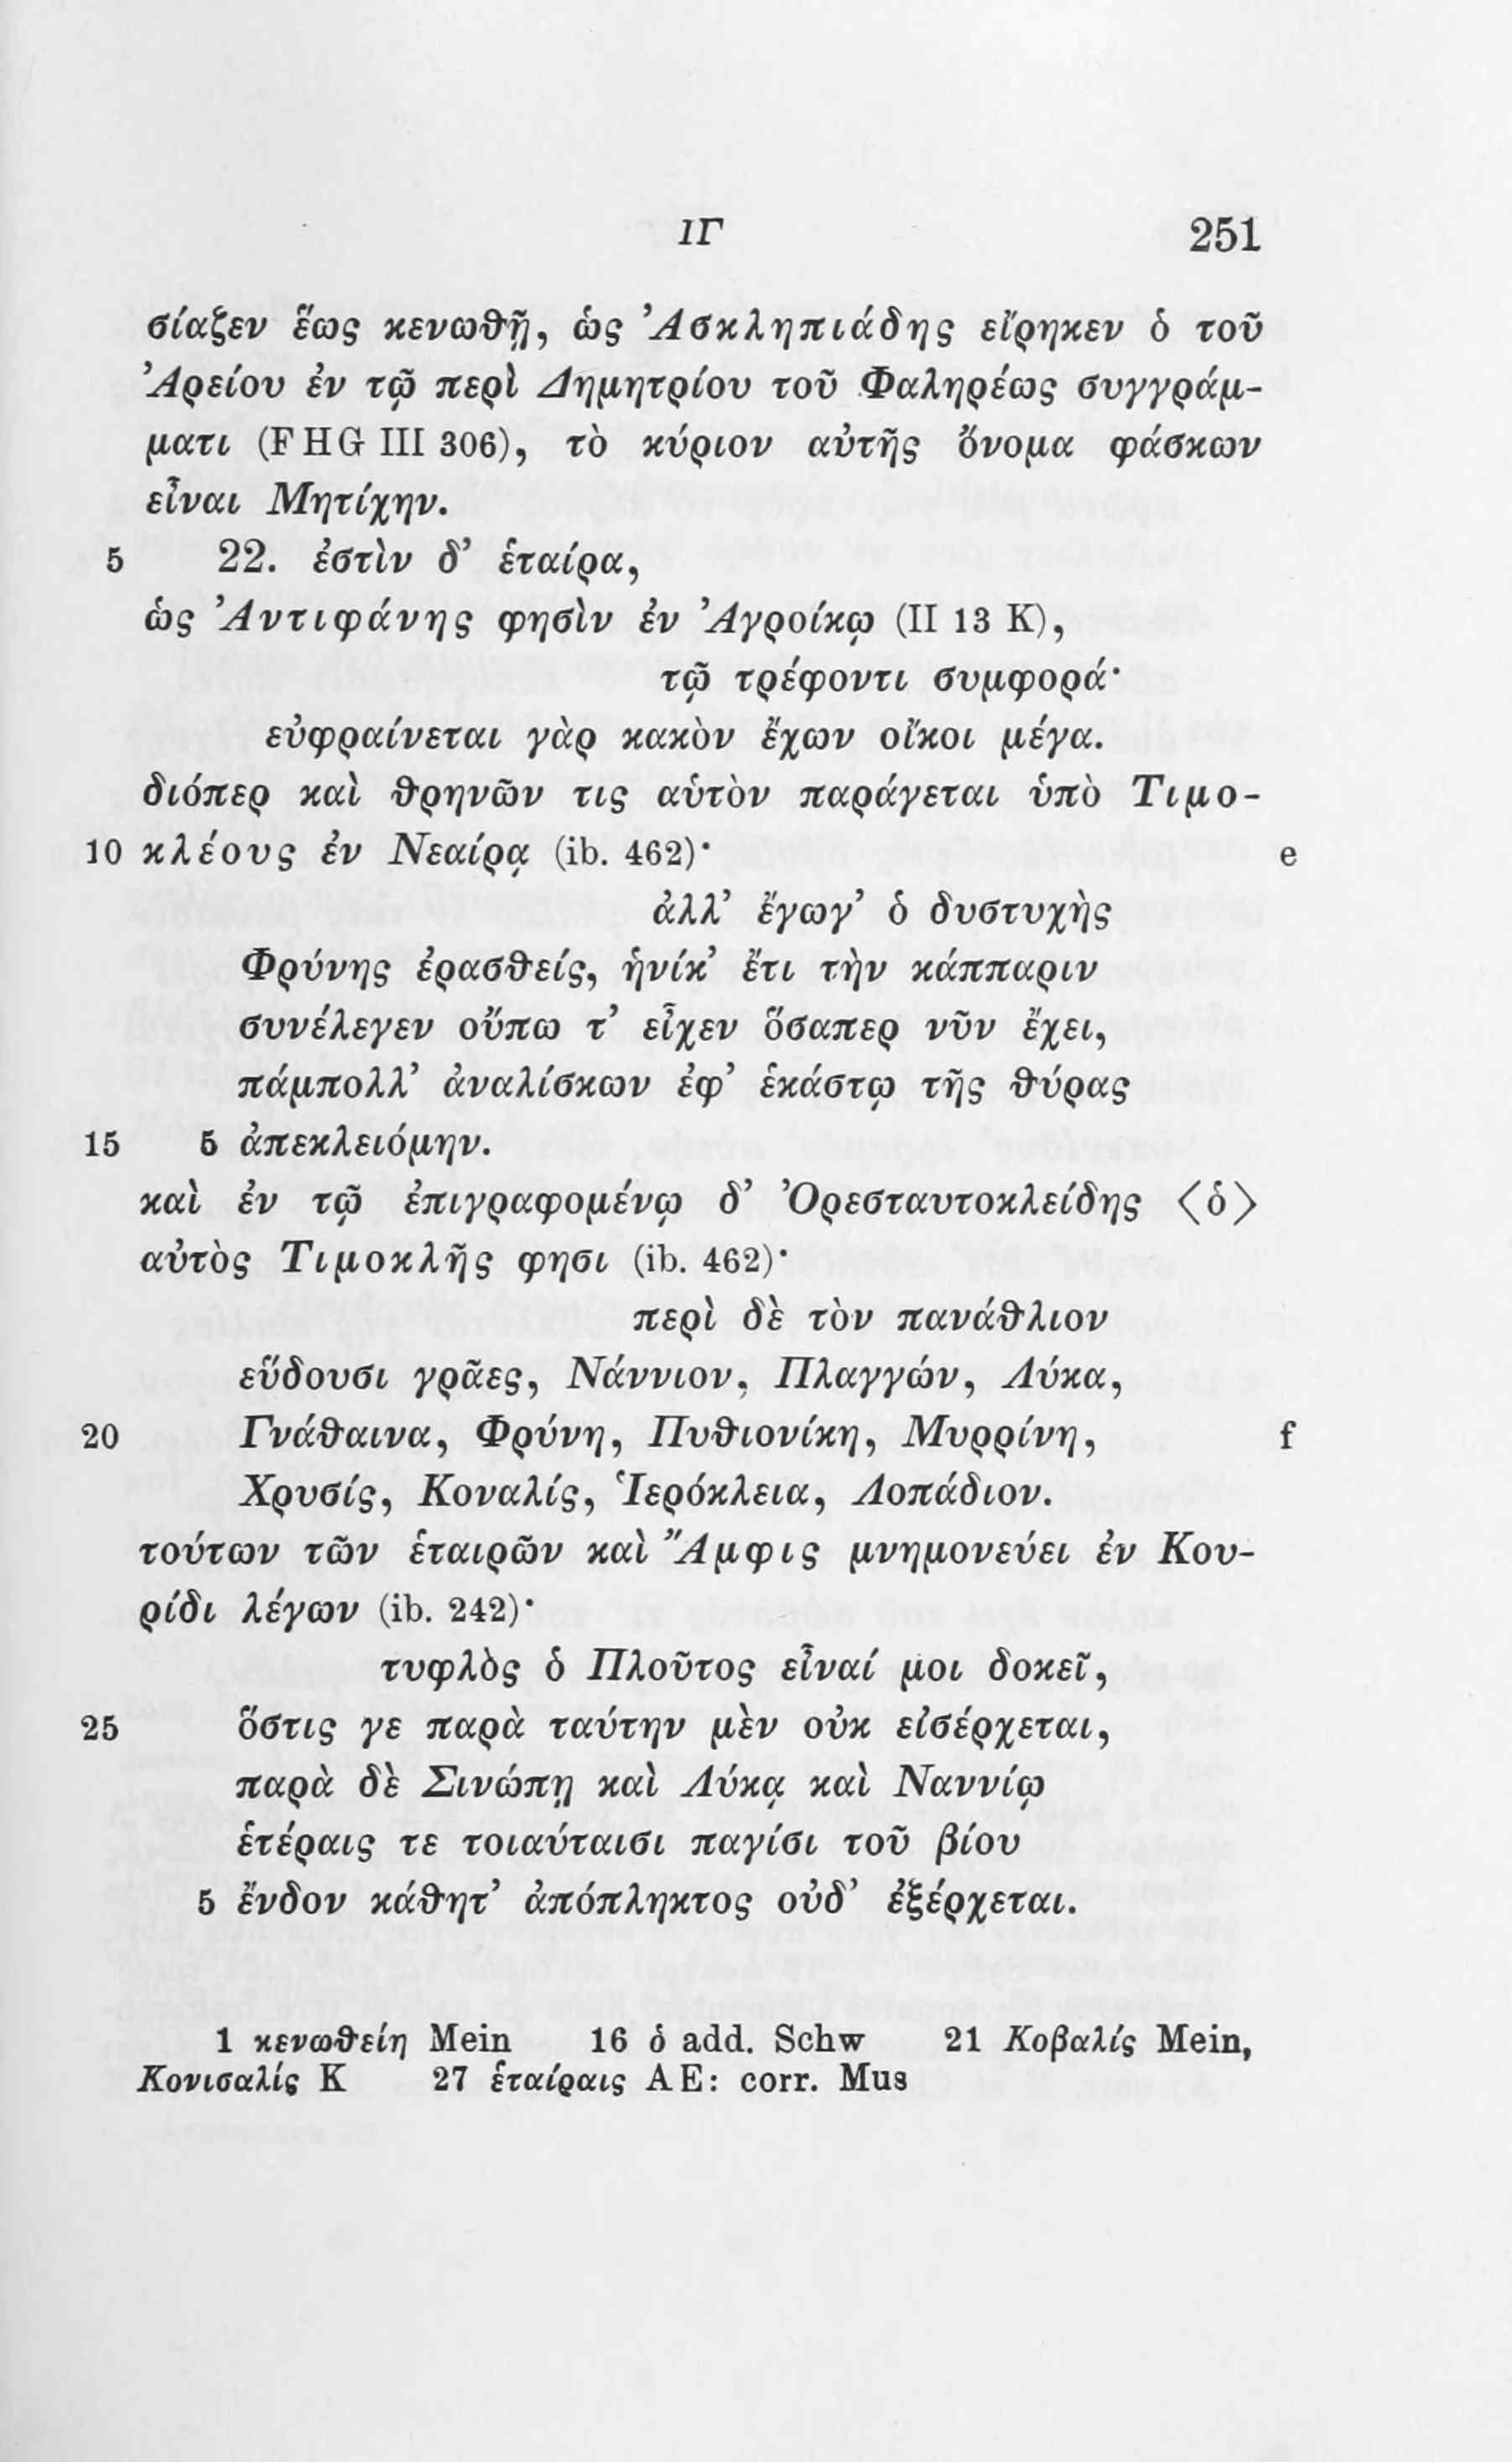 ΙΓ 251
σίαζεν ἕως κενωθῇ, ὡς Ἀσκληπιάδης εἴρηκεν ὁ τοῦ
Ἀρείου ἐν τῷ περὶ Δημητρίου τοῦ Φαληρέως συγγράμ-
ματι (FHG III 306), τὸ κύριον αὐτῆς ὄνομα φάσκων
εἶναι Μητίχην.
5 22. ἐστὶν δ’ ἑταίρα,
ὡς Ἀντιφάνης φησὶν ἐν Ἀγροίκῳ (II 13 K),
τῷ τρέφοντι συμφορά·
εὐφραίνεται γὰρ κακὸν ἔχων οἴκοι μέγα.
διόπερ καὶ θρηνῶν τις αὑτὸν παράγεται ὑπὸ Τιμο-
10 κλέους ἐν Νεαίρᾳ (ib. 462)· e
ἀλλ’ ἔγωγ’ ὁ δυστυχὴς
Φρύνης ἐρασθείς, ἡνίκ’ ἔτι τὴν κάππαριν
συνέλεγεν οὔπω τ’ εἶχεν ὅσαπερ νῦν ἔχει,
πάμπολλ’ ἀναλίσκων ἐφ’ ἑκάστῳ τῆς θύρας
15 5 ἀπεκλειόμην.
καὶ ἐν τῷ ἐπιγραφομένῳ δ’ Ὀρεσταυτοκλείδης <ὁ>
αὐτὸς Τιμοκλῆς φησι (ib. 462)·
περὶ δὲ τὸν πανάθλιον
εὕδουσι γρᾶες, Νάννιον, Πλαγγών, Λύκα,
20 Γνάθαινα, Φρύνη, Πυθιονίκη, Μυρρίνη, f
Χρυσίς, Κοναλίς, Ἱερόκλεια, Λοπάδιον.
τούτων τῶν ἑταιρῶν καὶ Ἄμφις μνημονεύει ἐν Κου-
ρίδι λέγων (ib. 242)·
τυφλὸς ὁ Πλοῦτος εἶναί μοι δοκεῖ,
25 ὅστις γε παρὰ ταύτην μὲν οὐκ εἰσέρχεται,
παρὰ δὲ Σινώπῃ καὶ Λύκᾳ καὶ Ναννίῳ
ἑτέραις τε τοιαύταισι παγίσι τοῦ βίου
5 ἔνδον κάθητ’ ἀπόπληκτος οὐδ’ ἐξέρχεται.
1 κενωθείη Mein 16 ὁ add. Schw 21 Κοβαλίς Mein,
Κονισαλίς K 27 ἑταίραις AE: corr. Mus